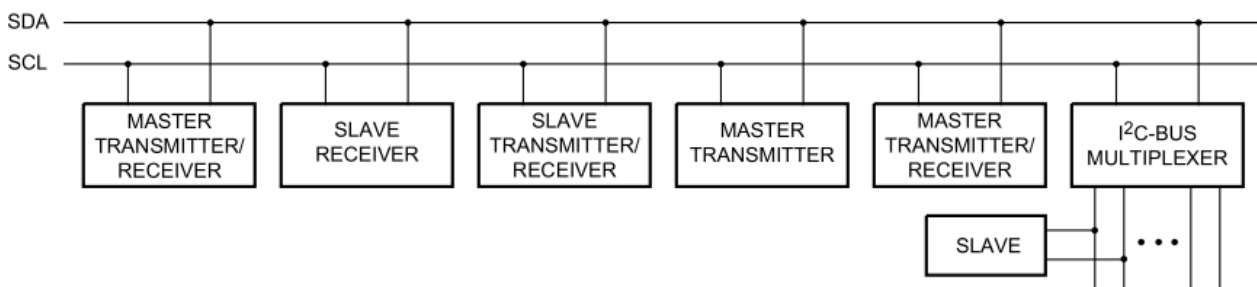 SDA
SCL
MASTER
TRANSMITTER/
RECEIVER
SLAVE
RECEIVER
SLAVE
TRANSMITTER/
RECEIVER
MASTER
TRANSMITTER
MASTER
TRANSMITTER/
RECEIVER
I²C-BUS
MULTIPLEXER
SLAVE